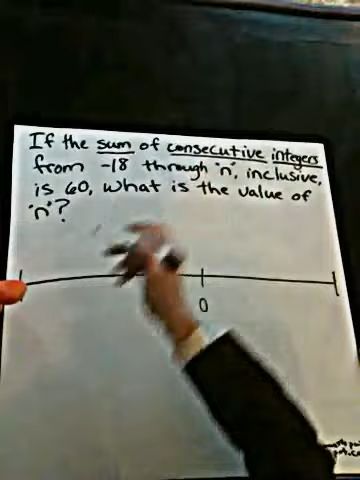 If the sum of consecutive integers
from -18 through "n", inclusive,
is 60, what is the value of
"n"?
0